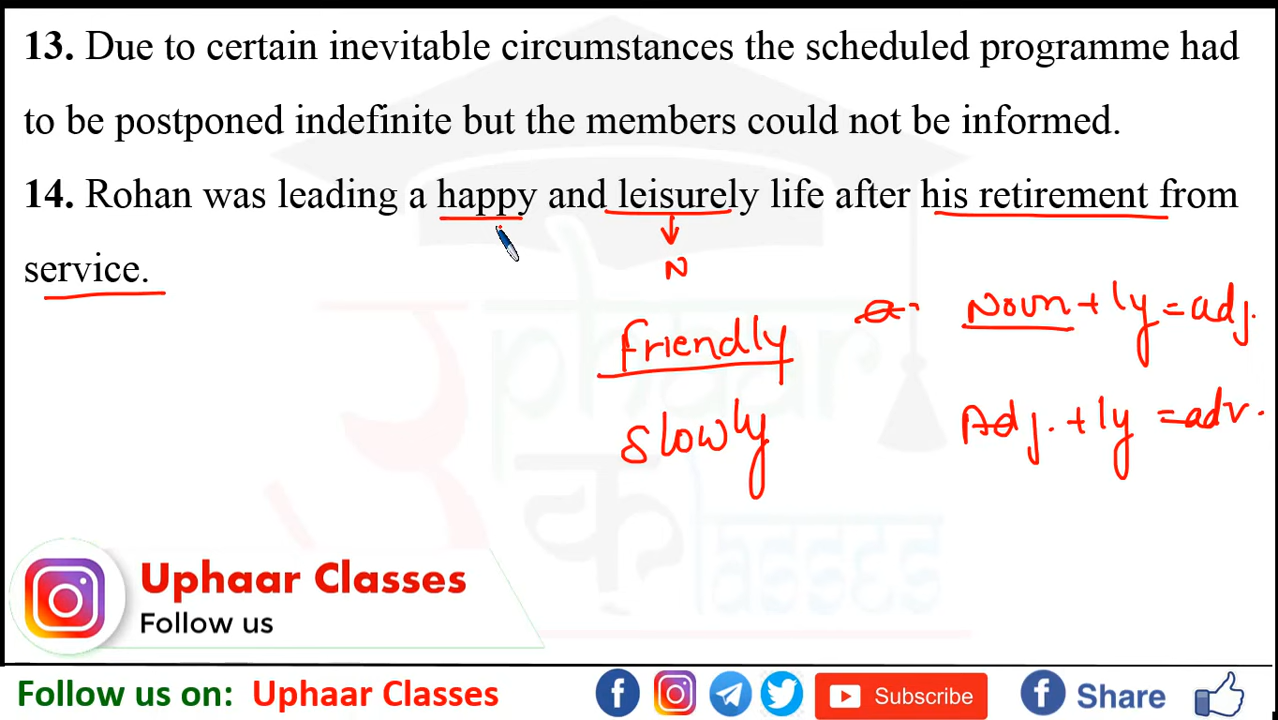 13. Due to certain inevitable circumstances the scheduled programme had
to be postponed indefinite but the members could not be informed.
14. Rohan was leading a happy and leisurely life after his retirement from
service.
N
Noun + ly = adj.
Friendly
Adj. + ly = adv.
Slowly
Uphaar Classes
Follow us
Follow us on: Uphaar Classes
Subscribe
Share